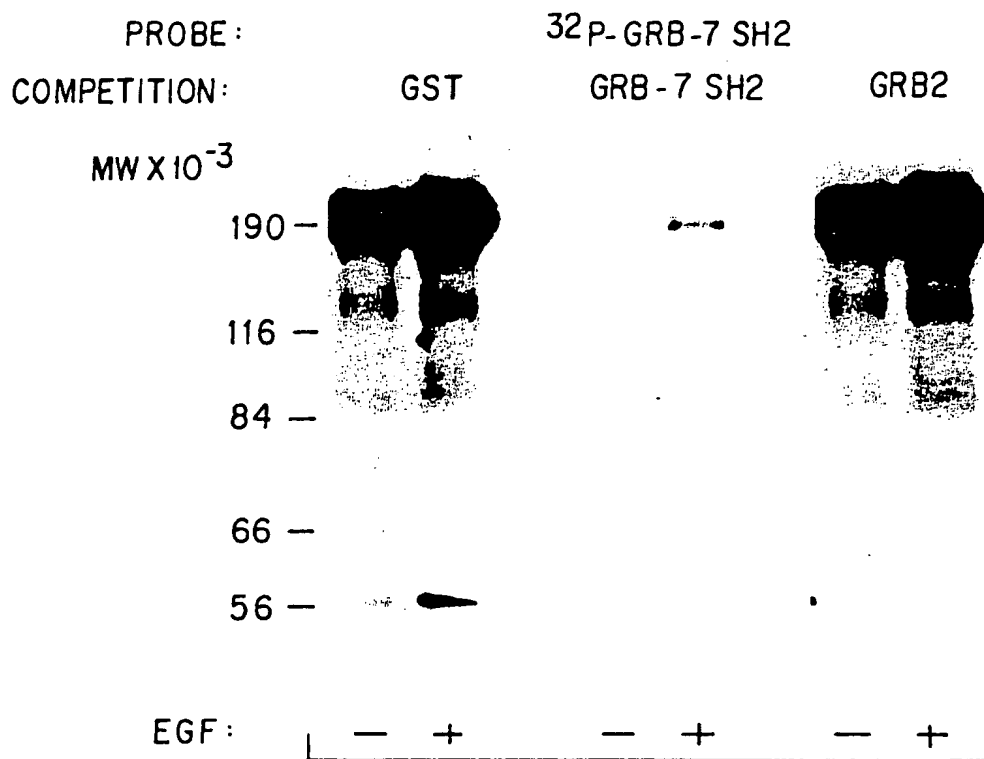 PROBE: ³²P-GRB-7 SH2
COMPETITION: GST GRB-7 SH2 GRB2
MW X 10⁻³
190 —
116 —
84 —
66 —
56 —
EGF: — + — + — +